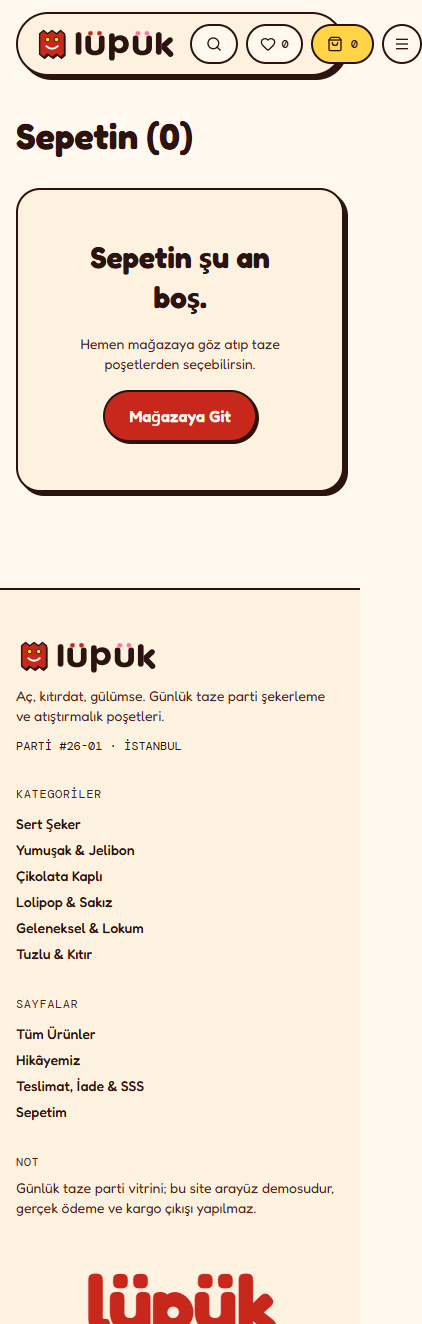 lüpük
0
0
Sepetin (0)
Sepetin şu an
boş.
Hemen mağazaya göz atıp taze
poşetlerden seçebilirsin.
Mağazaya Git
lüpük
Aç, kıtırdat, gülümse. Günlük taze parti şekerleme
ve atıştırmalık poşetleri.
PARTİ #26-01 · İSTANBUL
KATEGORİLER
Sert Şeker
Yumuşak & Jelibon
Çikolata Kaplı
Lolipop & Sakız
Geleneksel & Lokum
Tuzlu & Kıtır
SAYFALAR
Tüm Ürünler
Hikâyemiz
Teslimat, İade & SSS
Sepetim
NOT
Günlük taze parti vitrini; bu site arayüz demosudur,
gerçek ödeme ve kargo çıkışı yapılmaz.
lüpük